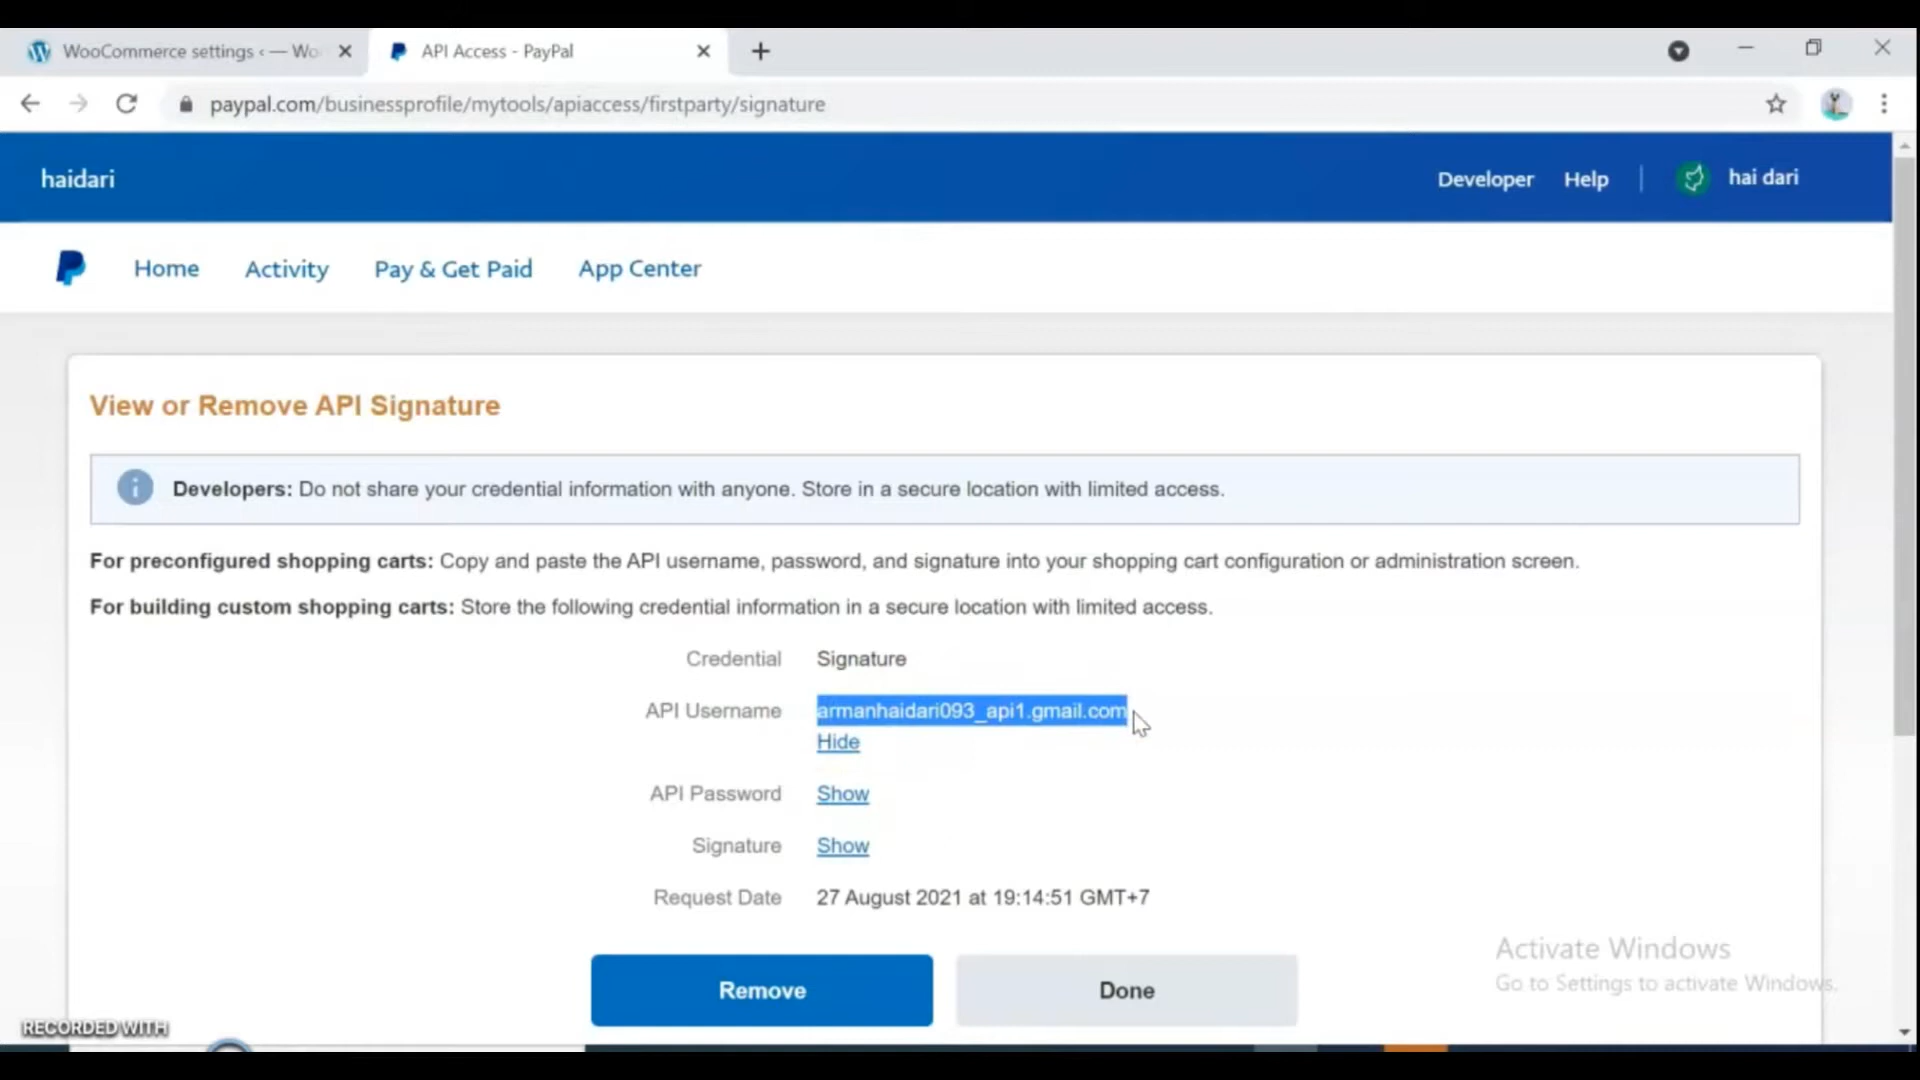 WooCommerce settings ‹ — Wo
API Access - PayPal
paypal.com/businessprofile/mytools/apiaccess/firstparty/signature
haidari
Developer
Help
hai dari
Home
Activity
Pay & Get Paid
App Center
View or Remove API Signature
Developers: Do not share your credential information with anyone. Store in a secure location with limited access.
For preconfigured shopping carts: Copy and paste the API username, password, and signature into your shopping cart configuration or administration screen.
For building custom shopping carts: Store the following credential information in a secure location with limited access.
Credential Signature
API Username armanhaidari093_api1.gmail.com
Hide
API Password Show
Signature Show
Request Date 27 August 2021 at 19:14:51 GMT+7
Remove
Done
Activate Windows
Go to Settings to activate Windows.
RECORDED WITH